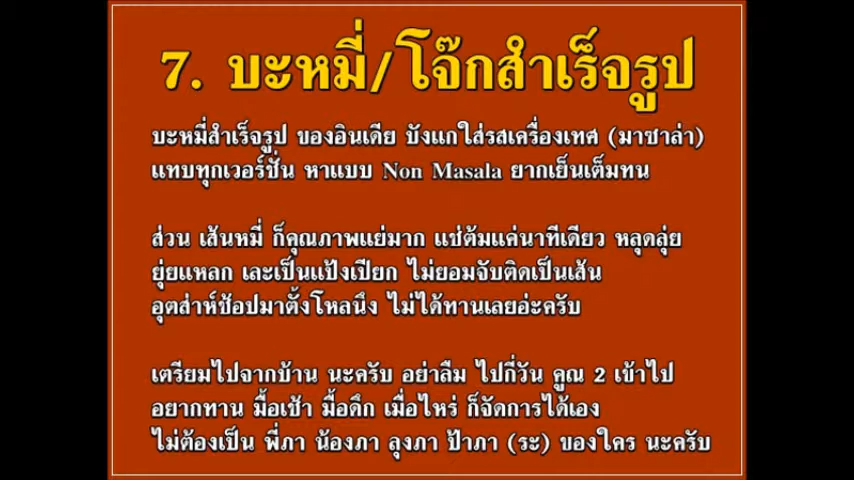 7. บะหมี่/โจ๊กสำเร็จรูป
บะหมี่สำเร็จรูป ของอินเดีย บังแกใส่รสเครื่องเทศ (มาซาล่า)
แทบทุกเวอร์ชั่น หาแบบ Non Masala ยากเย็นเต็มทน
ส่วน เส้นหมี่ ก็คุณภาพแย่มาก แช่ต้มแค่นาทีเดียว หลุดลุ่ย
ยุ่ยแหลก เละเป็นแป้งเปียก ไม่ยอมจับติดเป็นเส้น
อุตส่าห์ช้อปมาตั้งโหลนึง ไม่ได้ทานเลยอ่ะครับ
เตรียมไปจากบ้าน นะครับ อย่าลืม ไปกี่วัน คูณ 2 เข้าไป
อยากทาน มื้อเช้า มื้อดึก เมื่อไหร่ ก็จัดการได้เอง
ไม่ต้องเป็น พี่ภา น้องภา ลุงภา ป้าภา (ระ) ของใคร นะครับ